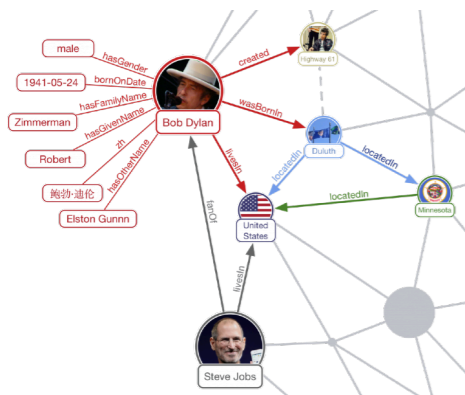 male
hasGender
1941-05-24
bornOnDate
Zimmerman
hasFamilyName
Robert
hasGivenName
鲍勃·迪伦
zh
Elston Gunnn
hasOtherName
Bob Dylan
created
Highway 61
wasBornIn
Duluth
livesIn
locatedIn
locatedIn
Minnesota
locatedIn
United
States
fanOf
livesIn
Steve Jobs